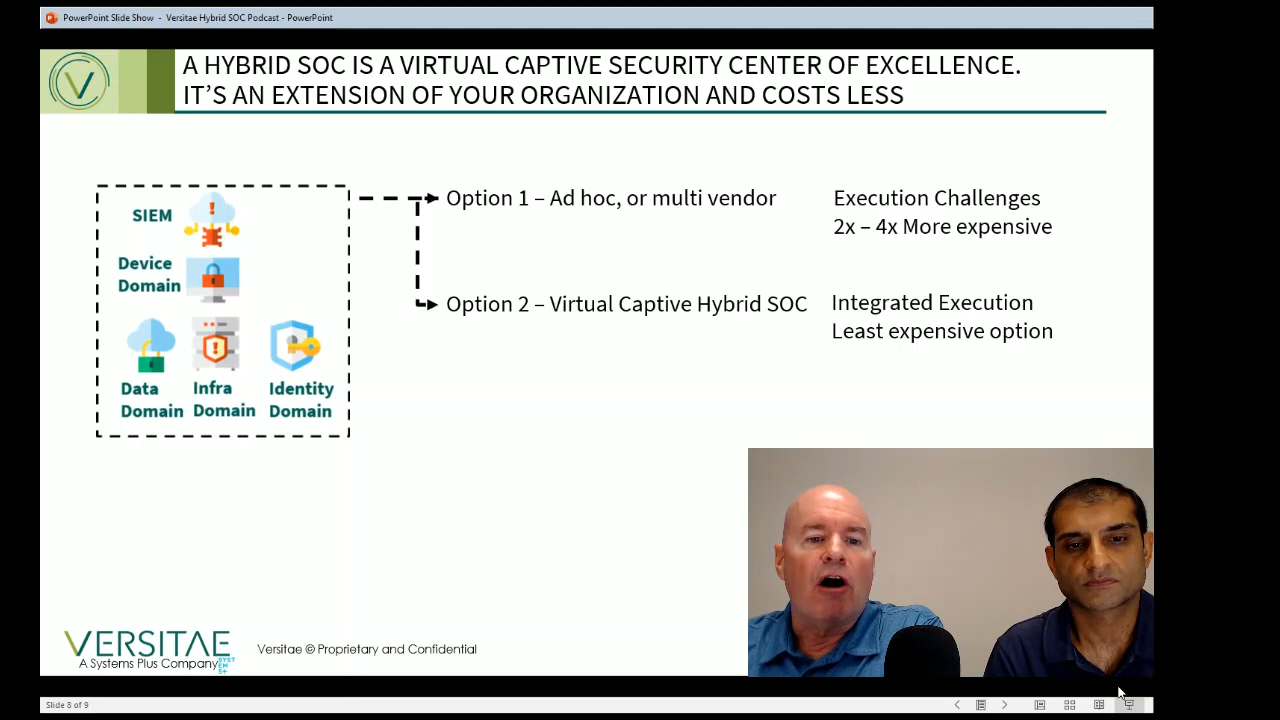 PowerPoint Slide Show - Versitae Hybrid SOC Podcast - PowerPoint
A HYBRID SOC IS A VIRTUAL CAPTIVE SECURITY CENTER OF EXCELLENCE.
IT'S AN EXTENSION OF YOUR ORGANIZATION AND COSTS LESS
SIEM
Device
Domain
Data
Domain
Infra
Domain
Identity
Domain
Option 1 – Ad hoc, or multi vendor
Execution Challenges
2x – 4x More expensive
Option 2 – Virtual Captive Hybrid SOC
Integrated Execution
Least expensive option
VERSITAE
A Systems Plus Company
SYST
EM
S+
Versitae © Proprietary and Confidential
Slide 8 of 9